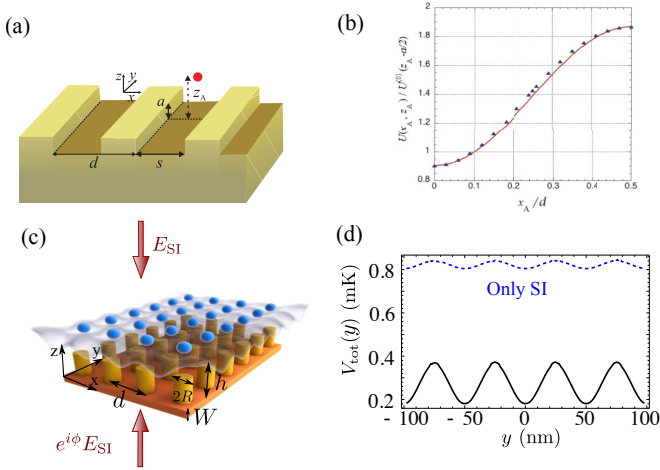 (a)
z
y
x
a
z_A
d
s
(b)
U(x_A, z_A) / U^(0)(z_A -a/2)
2
1.8
1.6
1.4
1.2
1
0.8
0
0.1
0.2
0.3
0.4
0.5
x_A/d
(c)
E_SI
z
y
x
d
2R
h
W
e^{iϕ} E_SI
(d)
V_tot(y) (mK)
0.8
0.6
0.4
0.2
Only SI
- 100
- 50
0
50
100
y (nm)